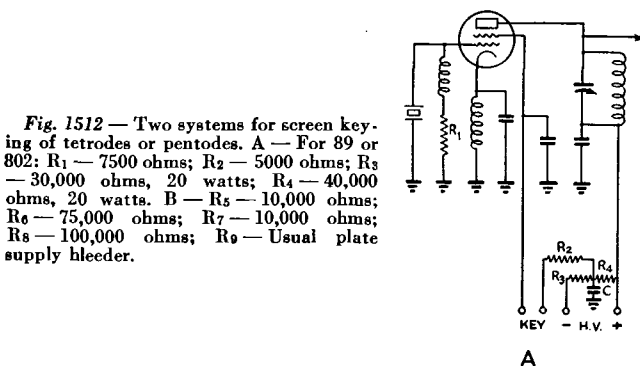 Fig. 1512 — Two systems for screen key-
ing of tetrodes or pentodes. A — For 89 or
802: R1 — 7500 ohms; R2 — 5000 ohms; R3
— 30,000 ohms, 20 watts; R4 — 40,000
ohms, 20 watts. B — R5 — 10,000 ohms;
R6 — 75,000 ohms; R7 — 10,000 ohms;
R8 — 100,000 ohms; R9 — Usual plate
supply bleeder.
R1
R2
R3 R4
C
KEY - H.V. +
A